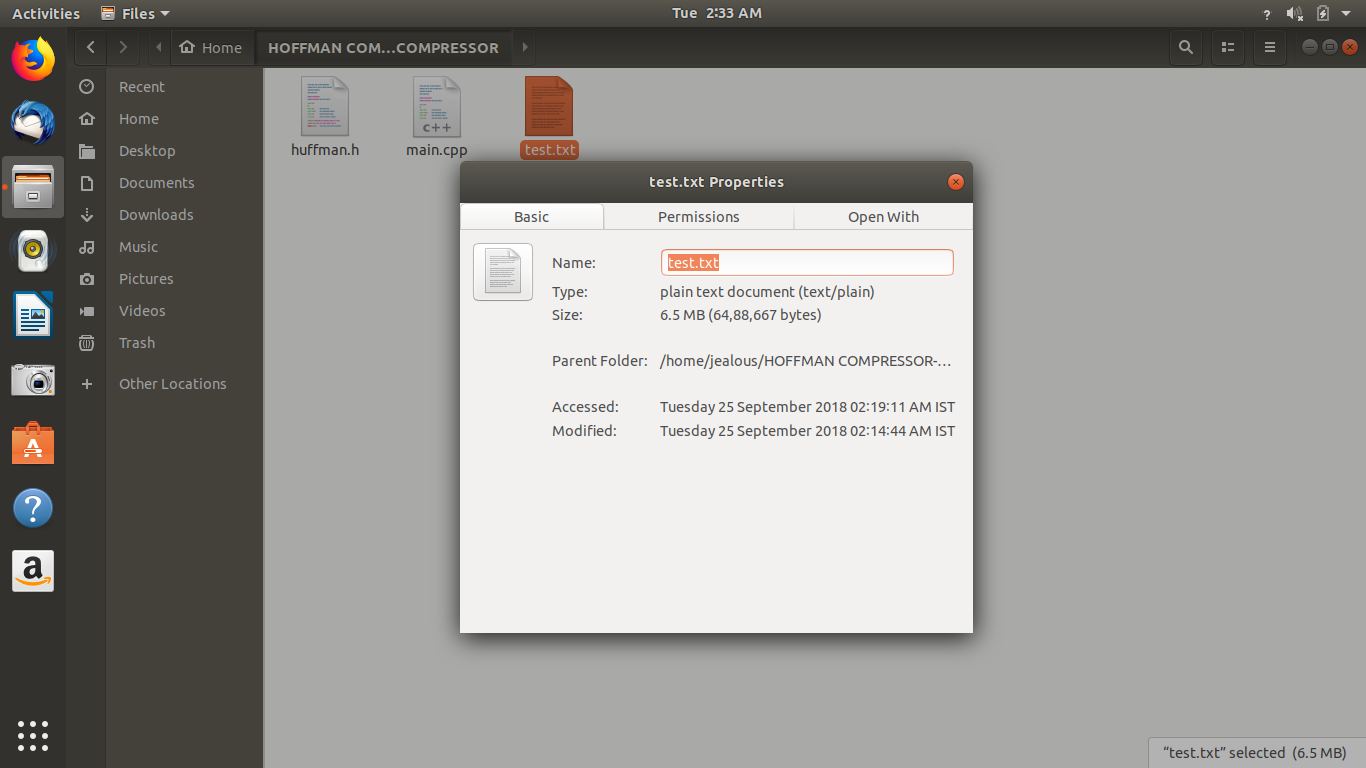 Activities Files Tue 2:33 AM ?
Home HOFFMAN COM...COMPRESSOR
Recent
Home
Desktop
Documents
Downloads
Music
Pictures
Videos
Trash
Other Locations
huffman.h main.cpp test.txt
C++
test.txt Properties
Basic Permissions Open With
Name: test.txt
Type: plain text document (text/plain)
Size: 6.5 MB (64,88,667 bytes)
Parent Folder: /home/jealous/HOFFMAN COMPRESSOR-...
Accessed: Tuesday 25 September 2018 02:19:11 AM IST
Modified: Tuesday 25 September 2018 02:14:44 AM IST
A
?
a
“test.txt” selected (6.5 MB)